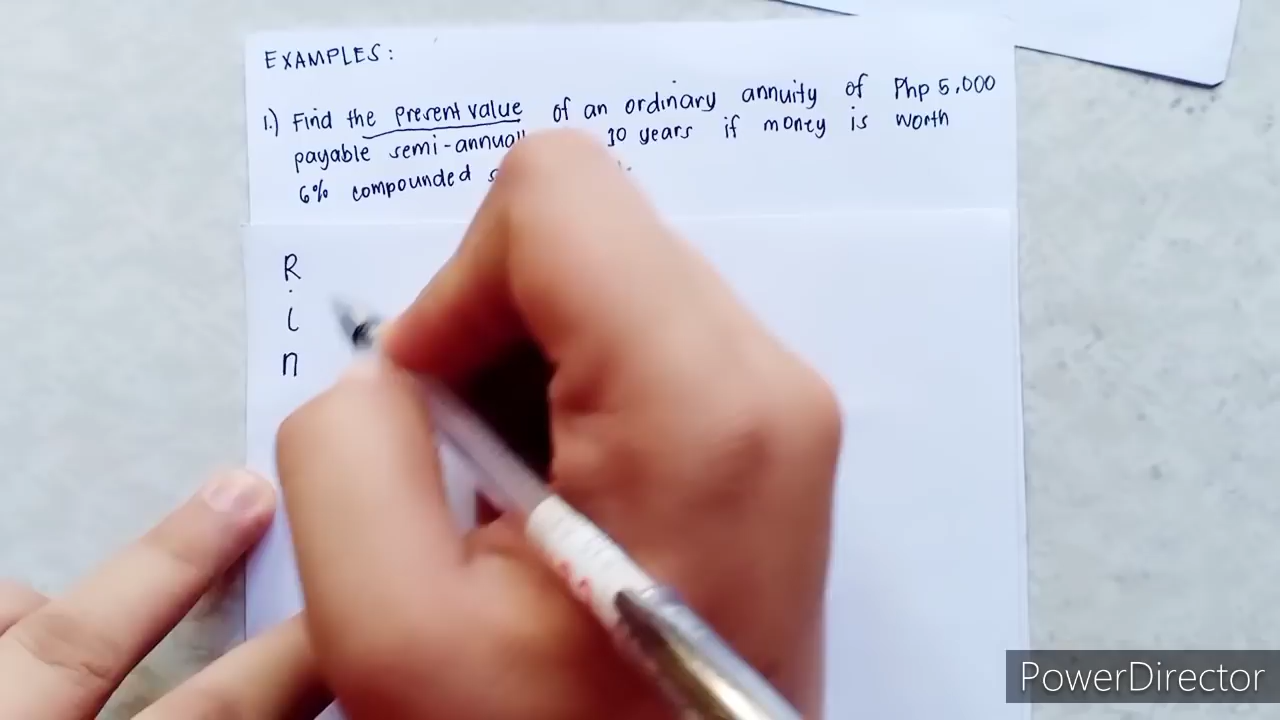 EXAMPLES:
1.) Find the present value of an ordinary annuity of Php 5,000
payable semi-annuall 10 years if money is worth
6% compounded s
R
i
n
PowerDirector